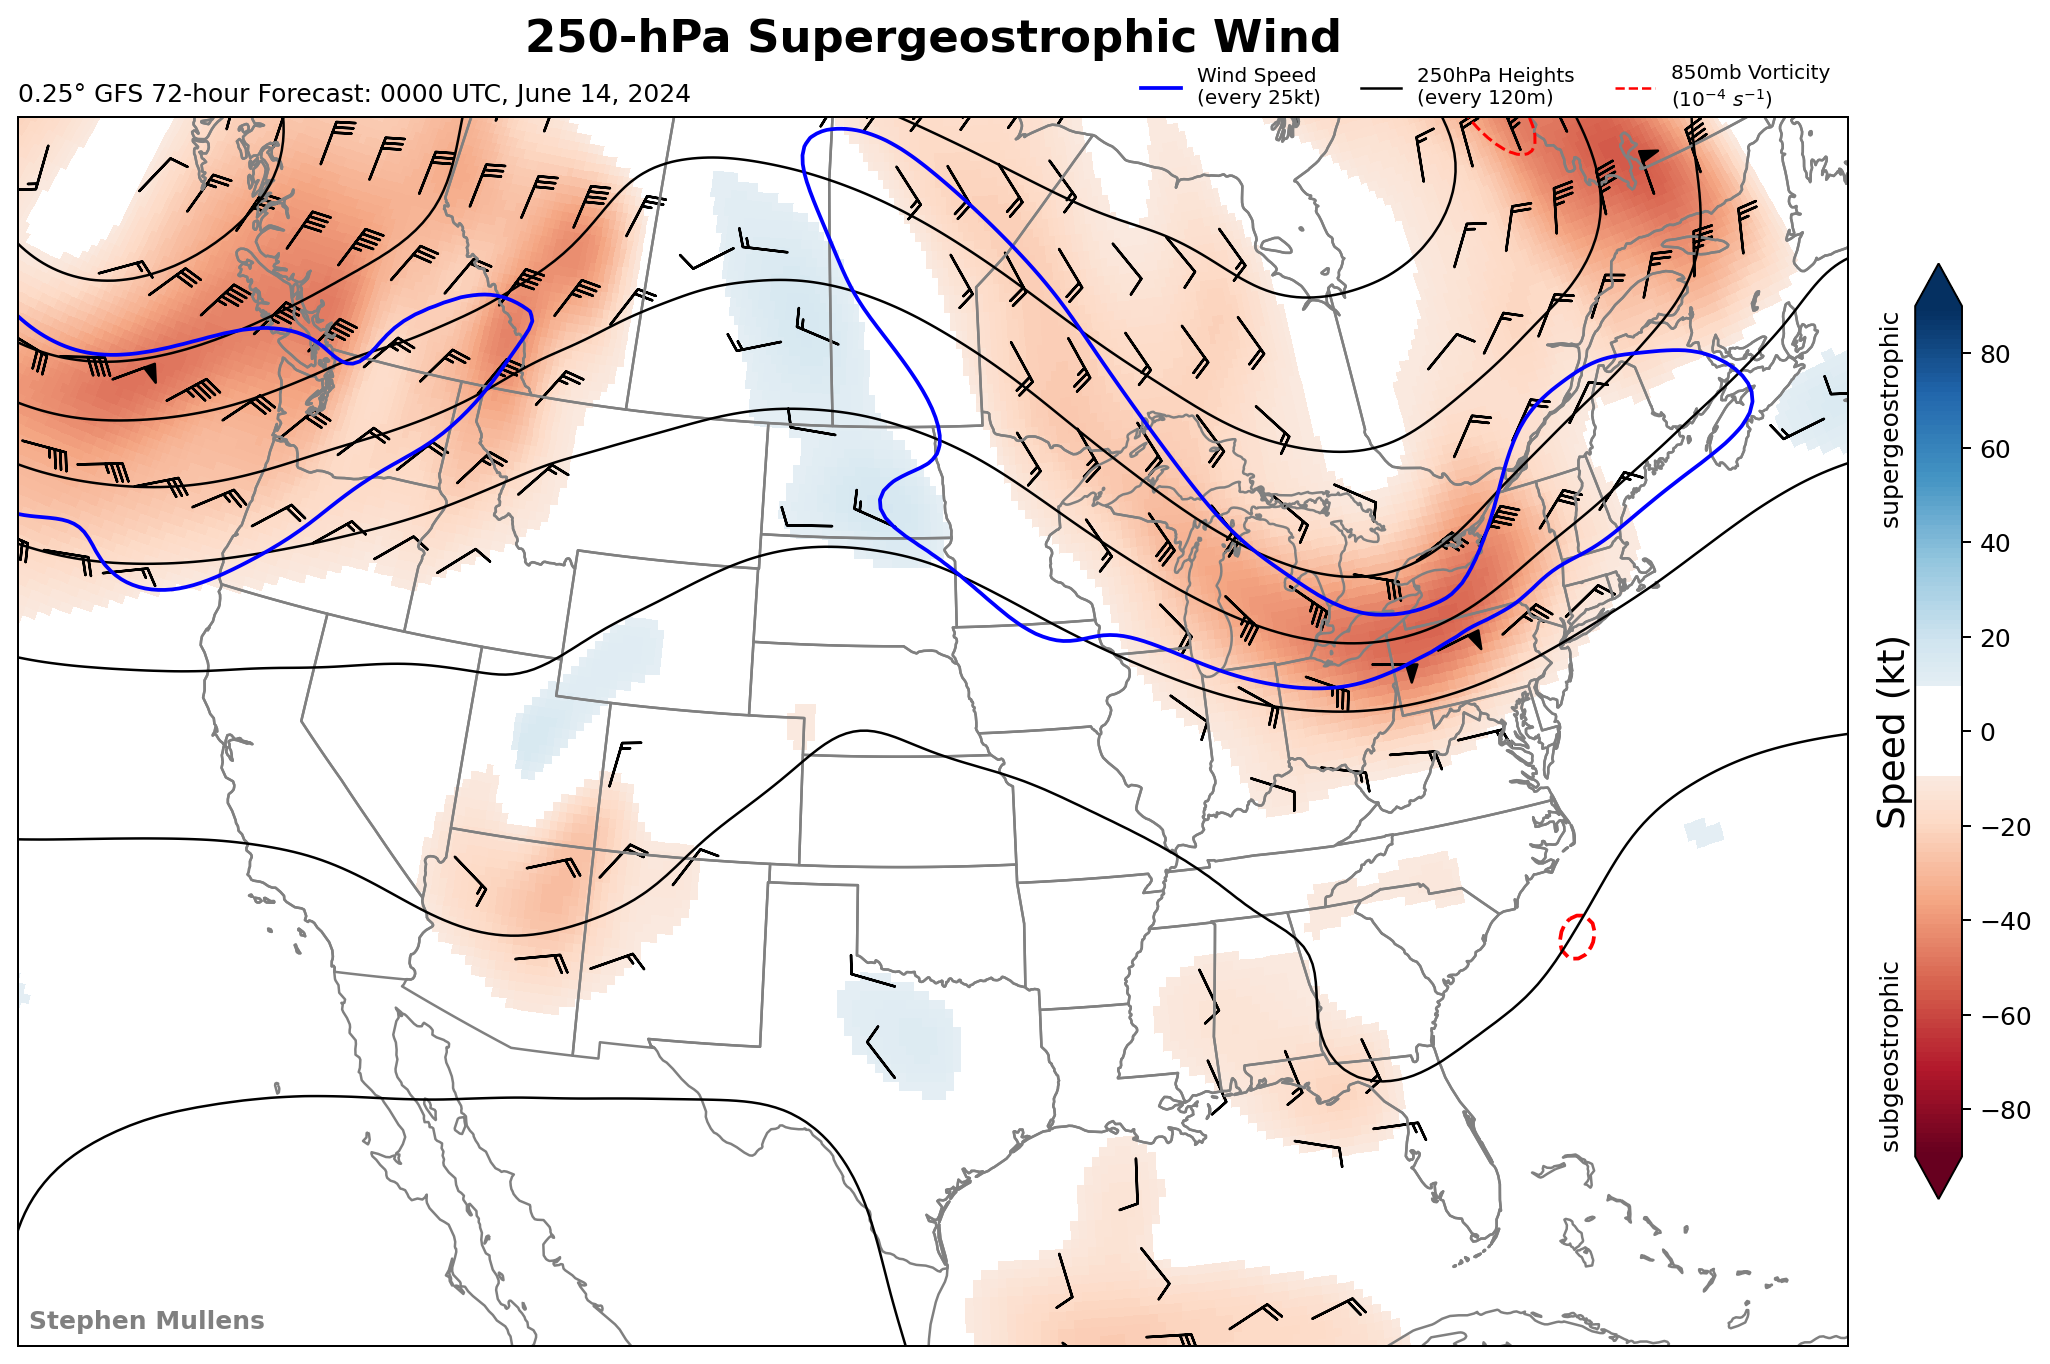 250-hPa Supergeostrophic Wind
0.25° GFS 72-hour Forecast: 0000 UTC, June 14, 2024
Wind Speed
(every 25kt)
250hPa Heights
(every 120m)
850mb Vorticity
(10⁻⁴ s⁻¹)
supergeostrophic
Speed (kt)
subgeostrophic
80
60
40
20
0
−20
−40
−60
−80
Stephen Mullens